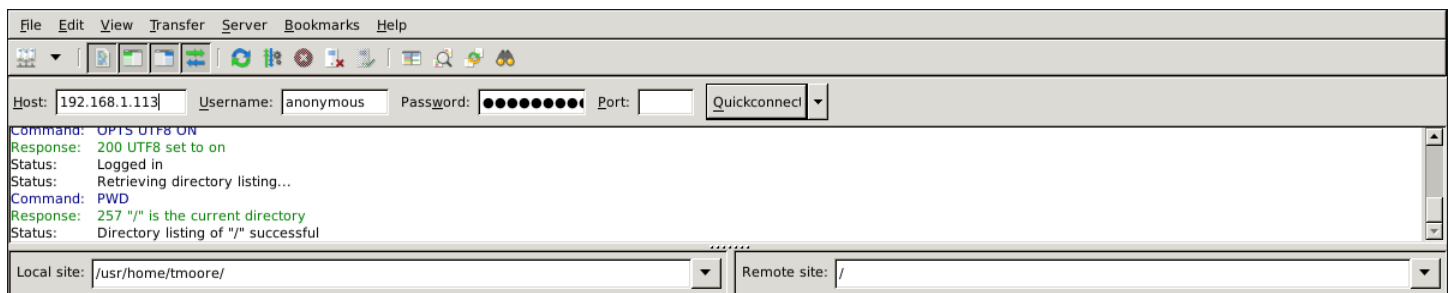 File Edit View Transfer Server Bookmarks Help
Host: 192.168.1.113 Username: anonymous Password: ●●●●●●●●● Port: Quickconnect
Command: OPTS UTF8 ON
Response: 200 UTF8 set to on
Status: Logged in
Status: Retrieving directory listing...
Command: PWD
Response: 257 "/" is the current directory
Status: Directory listing of "/" successful
Local site: /usr/home/tmoore/ Remote site: /